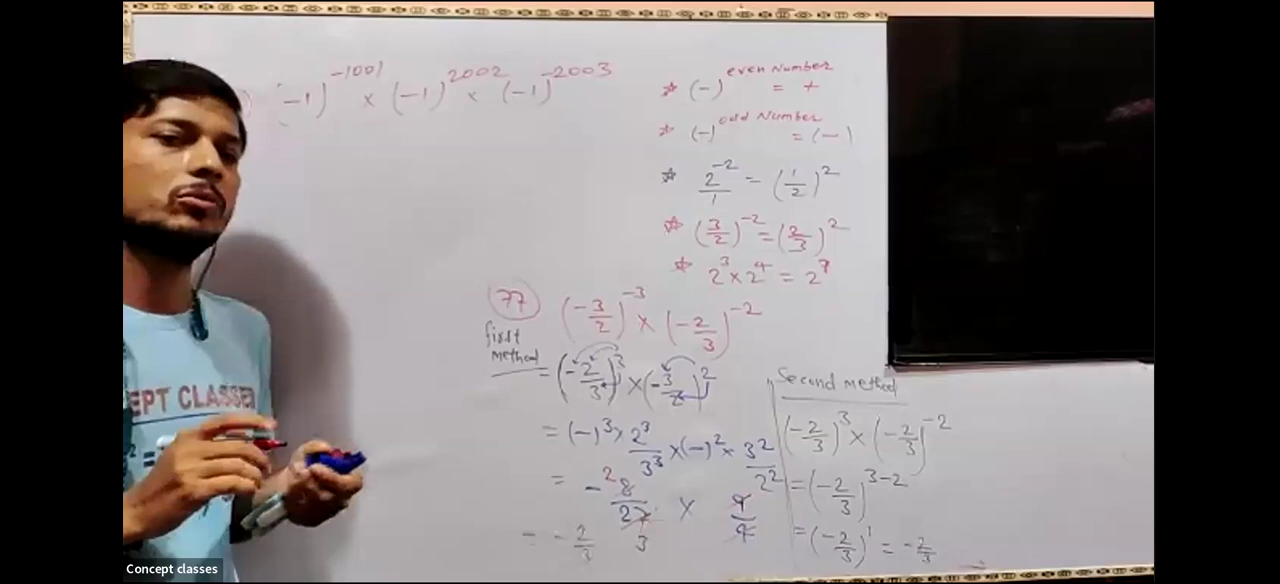 (-1)^-1001 × (-1)^2002 × (-1)^-2003
☆ (-)^even Number = +
☆ (-)^odd Number = (-)
☆ 2^-2/1 = (1/2)^2
☆ (3/2)^-2 = (2/3)^2
☆ 2^3 × 2^4 = 2^7
77 (-3/2)^-3 × (-2/3)^-2
first method
= (-2/3)^3 × (-3/2)^2
= (-)^3 × 2^3/3^3 × (-)^2 × 3^2/2^2
= - 2 8/27 3 × 9/4
= - 2/3
Second method
(-2/3)^3 × (-2/3)^-2
= (-2/3)^3-2
= (-2/3)^1 = -2/3
EPT CLASSES
Concept classes